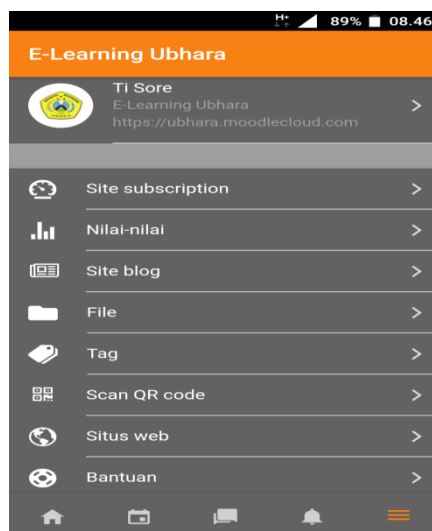 H+ 89% 08.46
E-Learning Ubhara
Ti Sore
E-Learning Ubhara
https://ubhara.moodlecloud.com
Site subscription
Nilai-nilai
Site blog
File
Tag
Scan QR code
Situs web
Bantuan